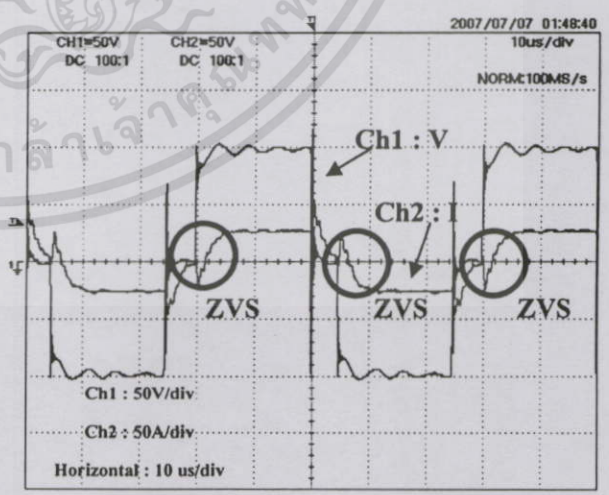 2007/07/07 01:48:40
CH1=50V CH2=50V 10us/div
DC 100:1 DC 100:1
NORM:100MS/s
Ch1 : V
Ch2 : I
ZVS ZVS ZVS
Ch1 : 50V/div
Ch2 : 50A/div
Horizontal : 10 us/div